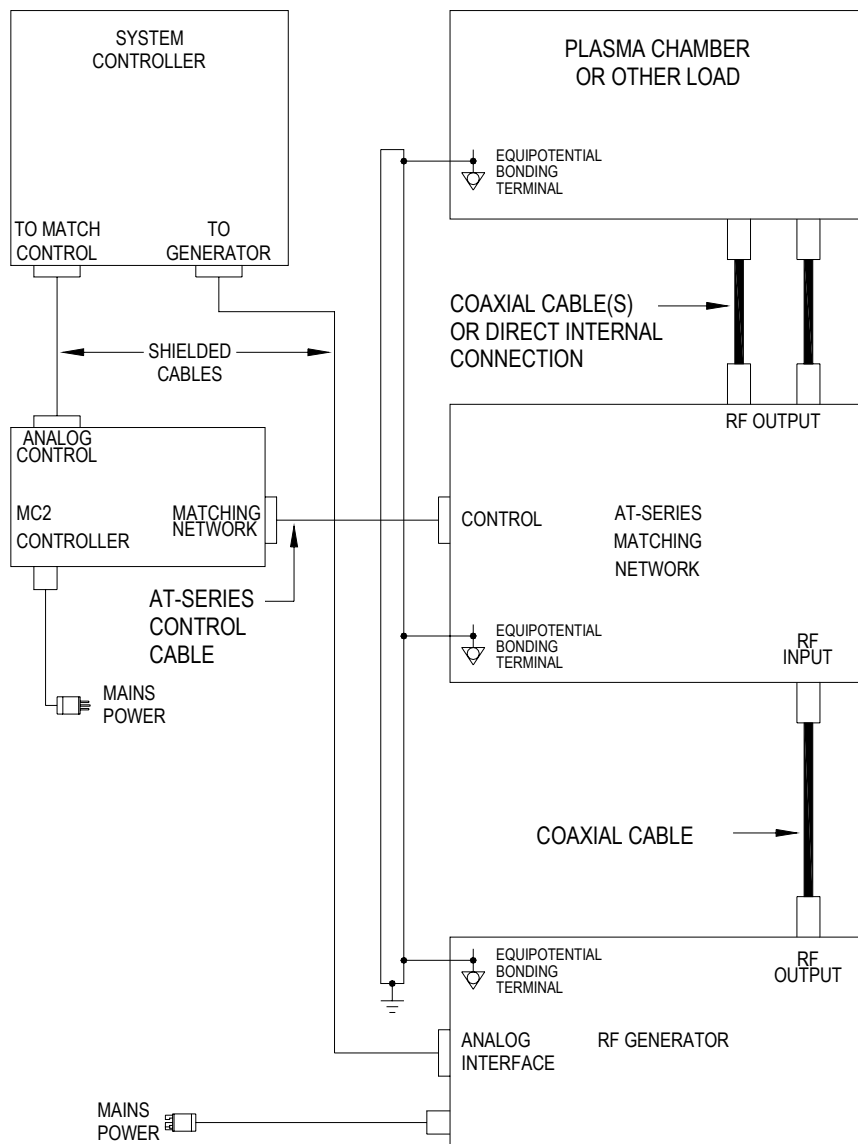 SYSTEM
CONTROLLER
TO MATCH
CONTROL
TO
GENERATOR
PLASMA CHAMBER
OR OTHER LOAD
EQUIPOTENTIAL
BONDING
TERMINAL
COAXIAL CABLE(S)
OR DIRECT INTERNAL
CONNECTION
SHIELDED
CABLES
RF OUTPUT
ANALOG
CONTROL
MC2
CONTROLLER
MATCHING
NETWORK
CONTROL
AT-SERIES
MATCHING
NETWORK
AT-SERIES
CONTROL
CABLE
EQUIPOTENTIAL
BONDING
TERMINAL
RF
INPUT
MAINS
POWER
COAXIAL CABLE
EQUIPOTENTIAL
BONDING
TERMINAL
RF
OUTPUT
ANALOG
INTERFACE
RF GENERATOR
MAINS
POWER